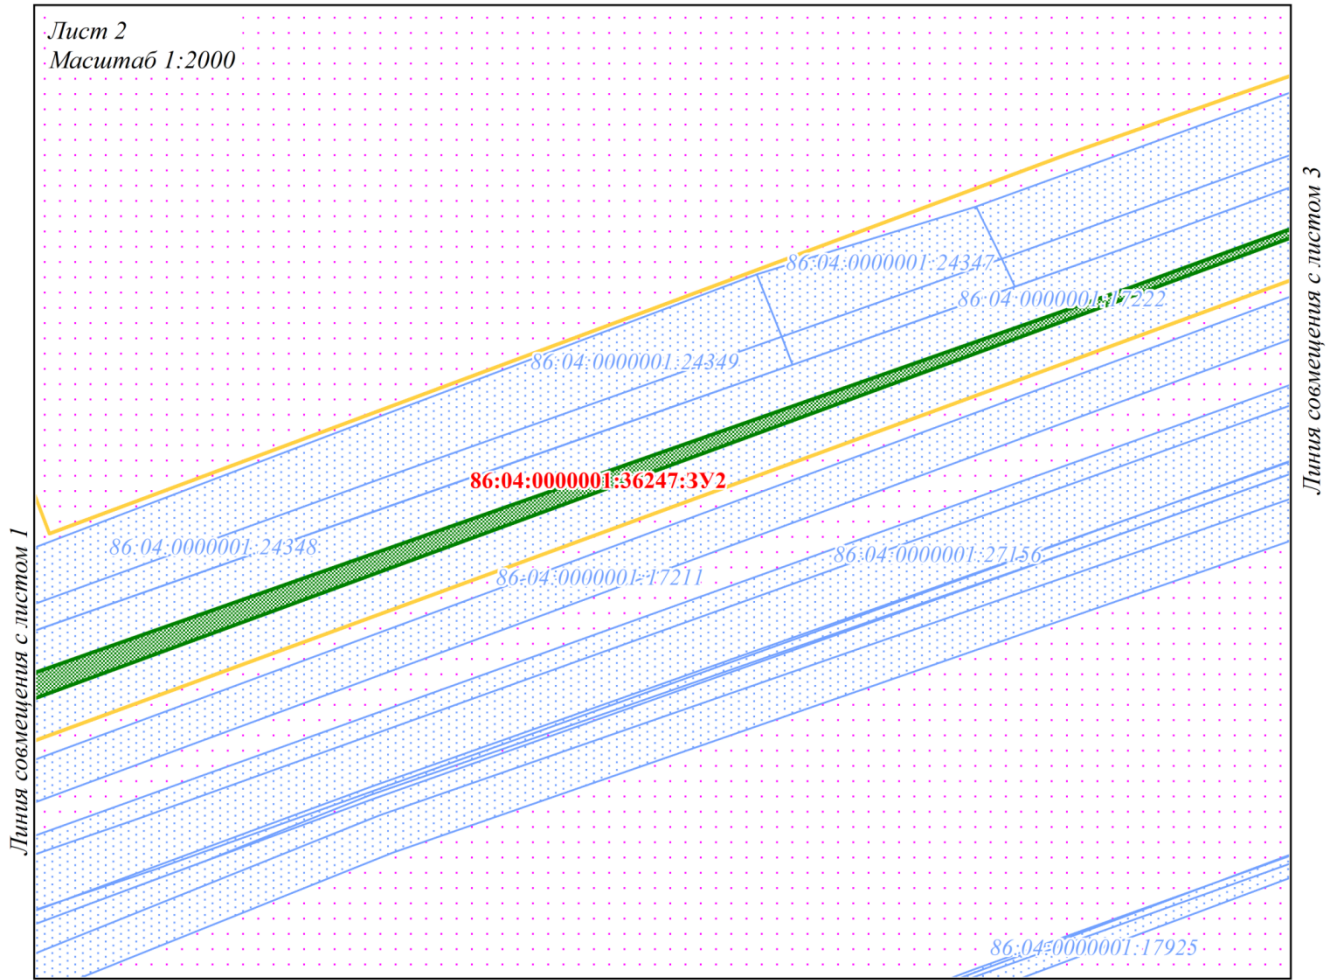 Лист 2
Масштаб 1:2000
Линия совмещения с листом 3
86:04:0000001:24347
86:04:0000001:17222
86:04:0000001:24349
86:04:0000001:36247:ЗУ2
86:04:0000001:24348
86:04:0000001:27156
86:04:0000001:17211
Линия совмещения с листом 1
86:04:0000001:17925